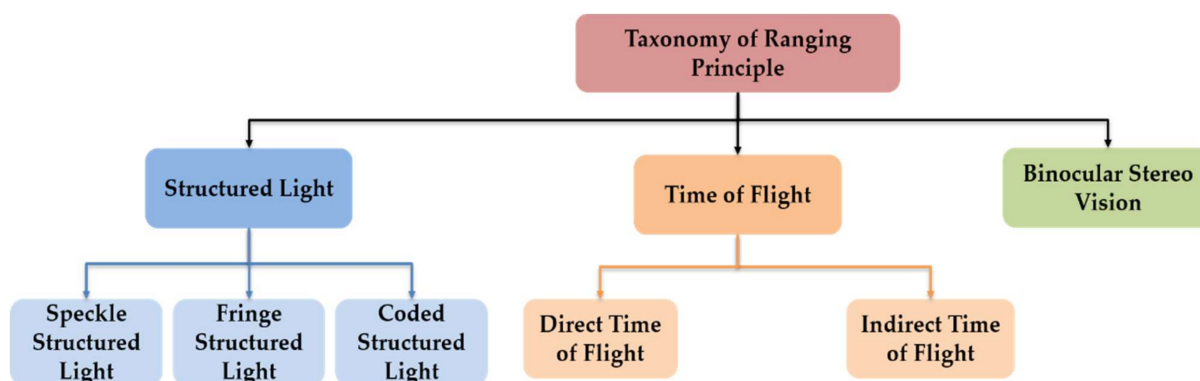 Taxonomy of Ranging
Principle
Structured Light
Time of Flight
Binocular Stereo
Vision
Speckle
Structured
Light
Fringe
Structured
Light
Coded
Structured
Light
Direct Time
of Flight
Indirect Time
of Flight